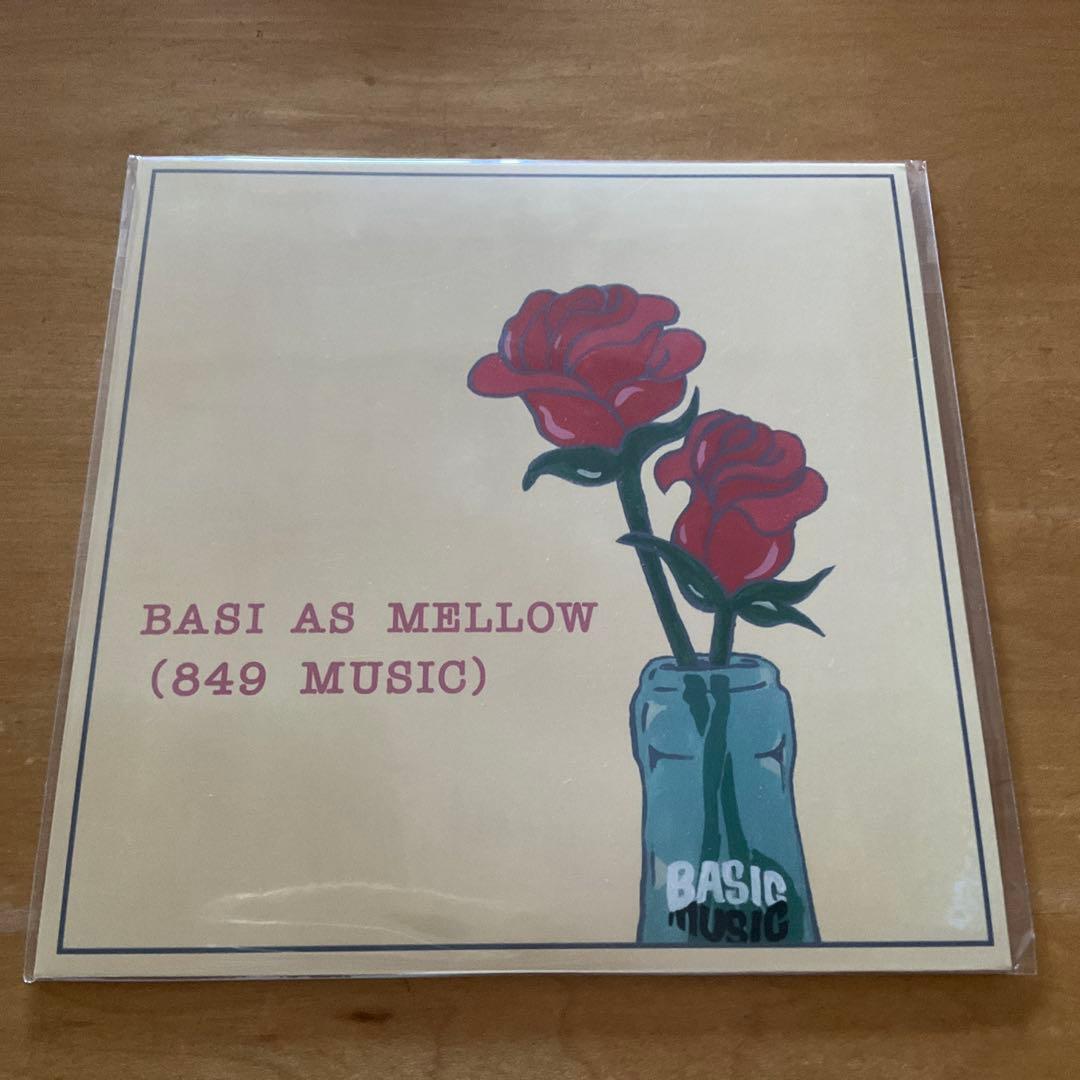 BASI AS MELLOW
(849 MUSIC)
BASIC
MUSIC